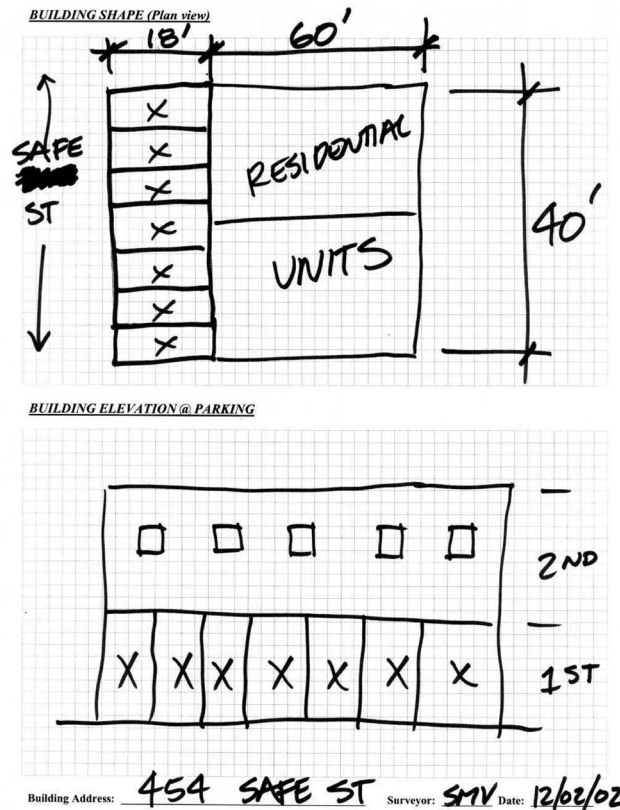 BUILDING SHAPE (Plan view)
18' 60'
X
X
X
X
X
X
X
SAFE
ST
RESIDENTIAL
UNITS
40'
BUILDING ELEVATION @ PARKING
2ND
X X X X X X X
1ST
Building Address: 454 SAFE ST Surveyor: SMV Date: 12/02/02